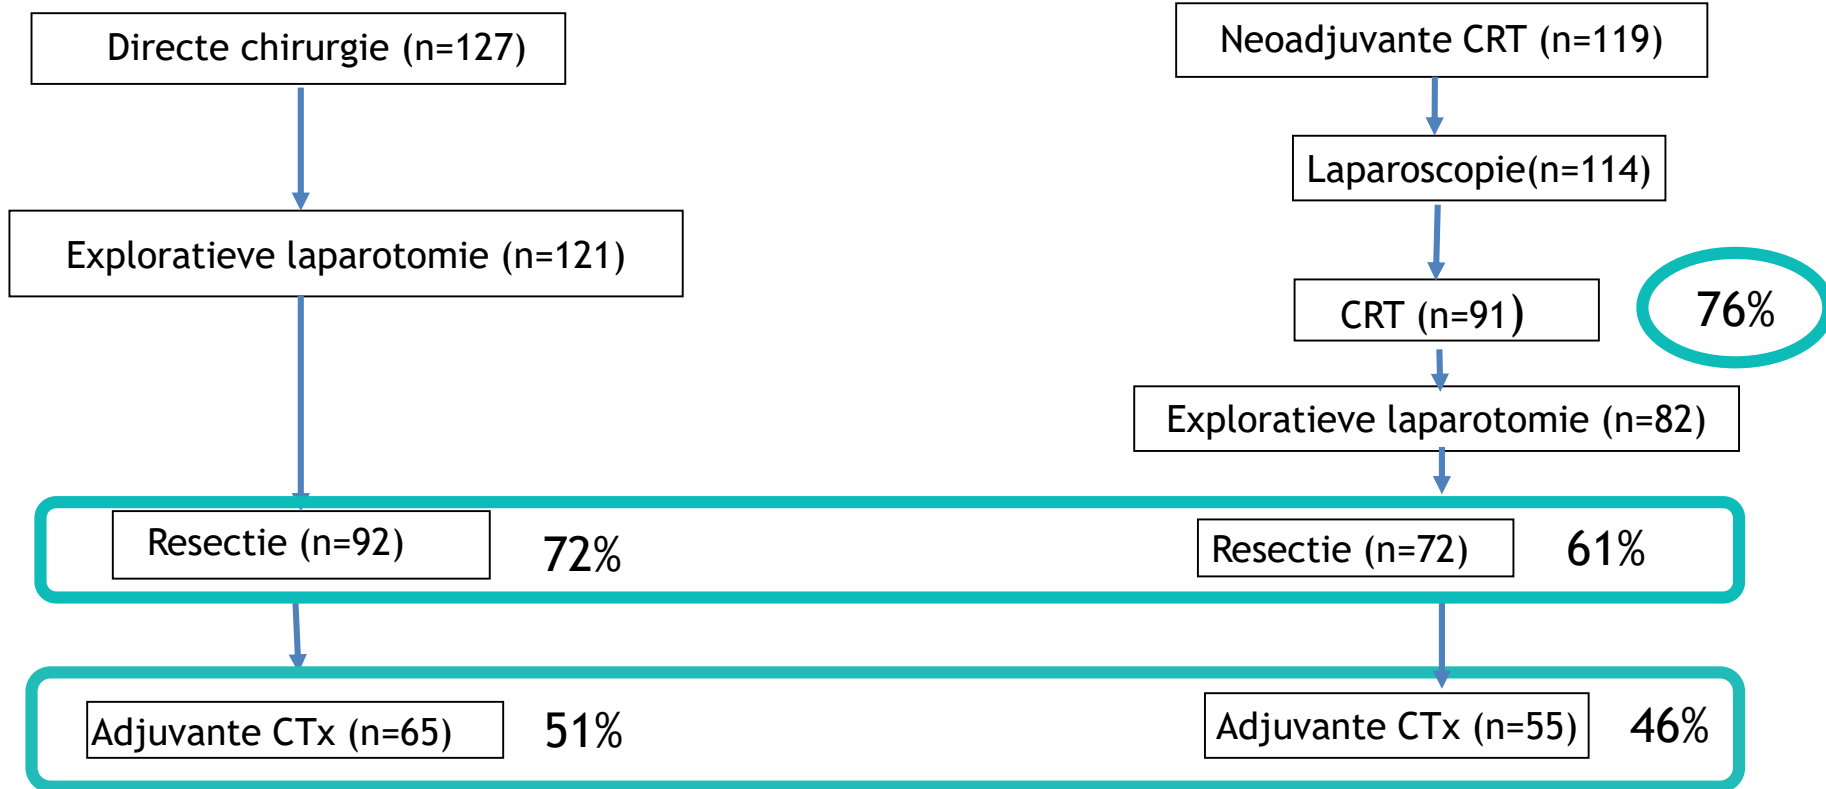 Directe chirurgie (n=127)
Neoadjuvante CRT (n=119)
Laparoscopie(n=114)
Exploratieve laparotomie (n=121)
CRT (n=91)
76%
Exploratieve laparotomie (n=82)
Resectie (n=92)
72%
Resectie (n=72)
61%
Adjuvante CTx (n=65)
51%
Adjuvante CTx (n=55)
46%